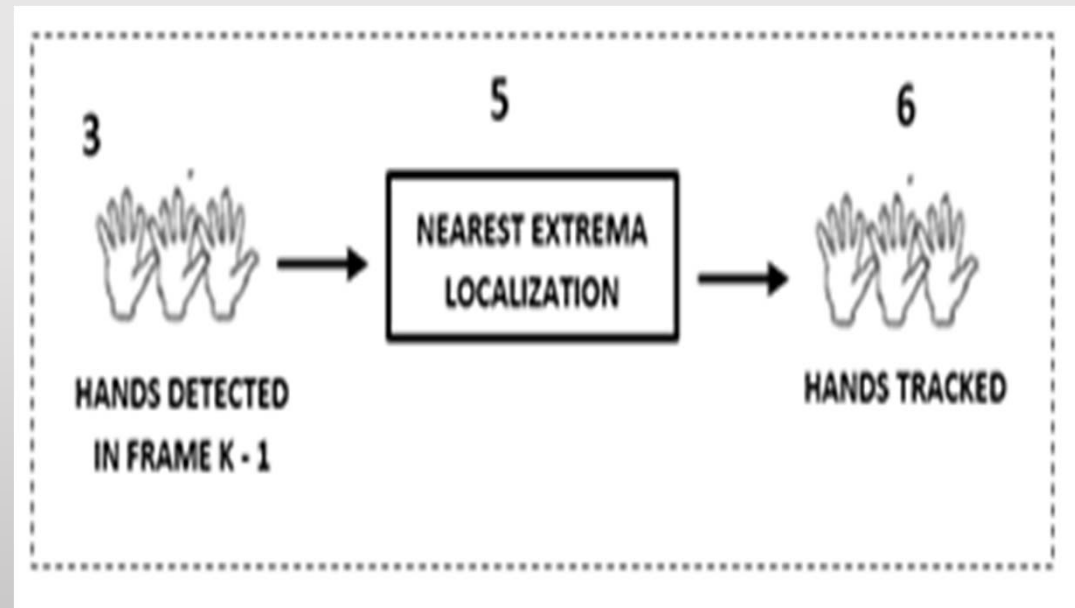 3
5
6
NEAREST EXTREMA
LOCALIZATION
HANDS DETECTED
IN FRAME K - 1
HANDS TRACKED